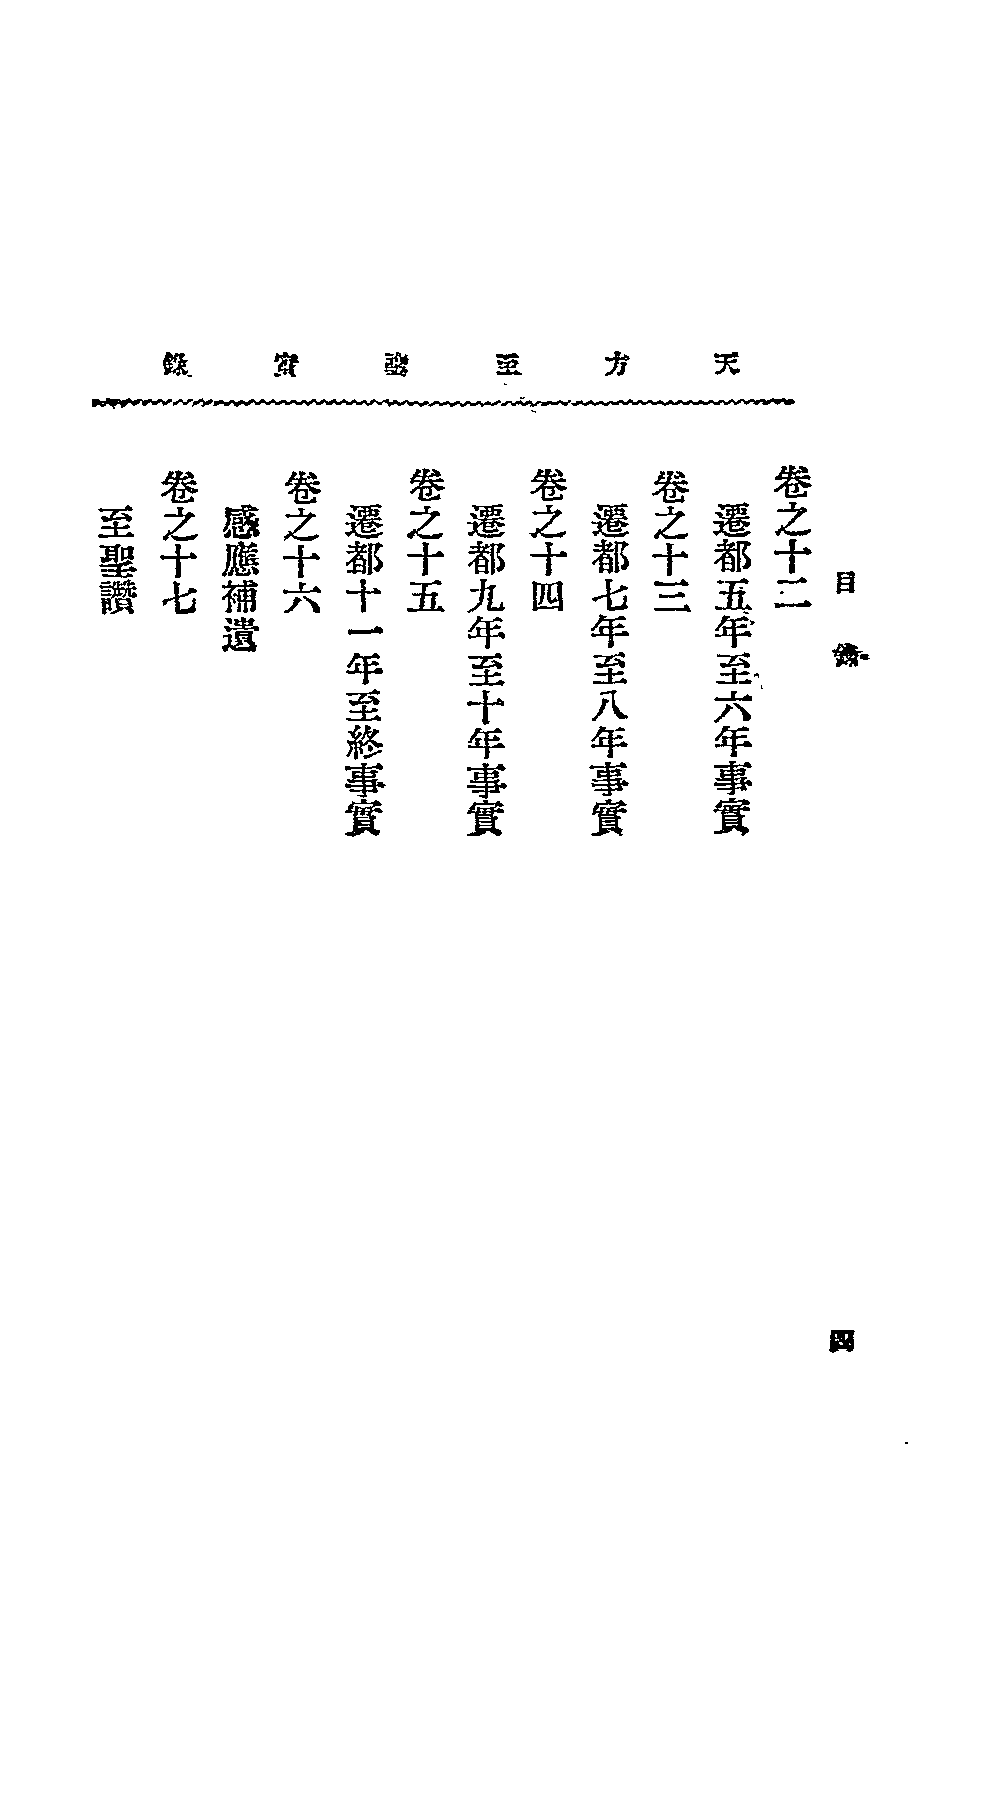 天方至聖實錄
目錄
四
卷之十二
遷都五年至六年事實
卷之十三
遷都七年至八年事實
卷之十四
遷都九年至十年事實
卷之十五
遷都十一年至終事實
卷之十六
感應補遺
卷之十七
至聖讚